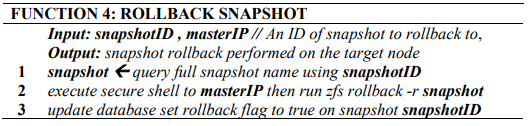 FUNCTION 4: ROLLBACK SNAPSHOT
Input: snapshotID , masterIP // An ID of snapshot to rollback to,
Output: snapshot rollback performed on the target node
1 snapshot 🡨 query full snapshot name using snapshotID
2 execute secure shell to masterIP then run zfs rollback -r snapshot
3 update database set rollback flag to true on snapshot snapshotID